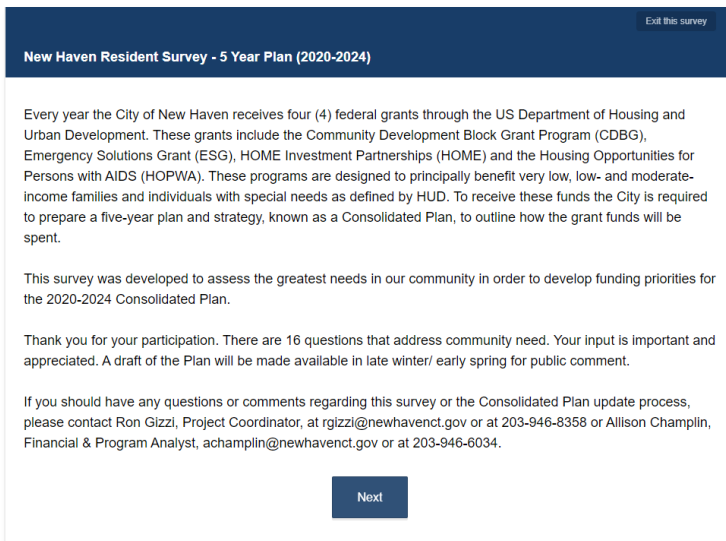 Exit this survey
New Haven Resident Survey - 5 Year Plan (2020-2024)
Every year the City of New Haven receives four (4) federal grants through the US Department of Housing and
Urban Development. These grants include the Community Development Block Grant Program (CDBG),
Emergency Solutions Grant (ESG), HOME Investment Partnerships (HOME) and the Housing Opportunities for
Persons with AIDS (HOPWA). These programs are designed to principally benefit very low, low- and moderate-
income families and individuals with special needs as defined by HUD. To receive these funds the City is required
to prepare a five-year plan and strategy, known as a Consolidated Plan, to outline how the grant funds will be
spent.
This survey was developed to assess the greatest needs in our community in order to develop funding priorities for
the 2020-2024 Consolidated Plan.
Thank you for your participation. There are 16 questions that address community need. Your input is important and
appreciated. A draft of the Plan will be made available in late winter/ early spring for public comment.
If you should have any questions or comments regarding this survey or the Consolidated Plan update process,
please contact Ron Gizzi, Project Coordinator, at rgizzi@newhavenct.gov or at 203-946-8358 or Allison Champlin,
Financial & Program Analyst, achamplin@newhavenct.gov or at 203-946-6034.
Next